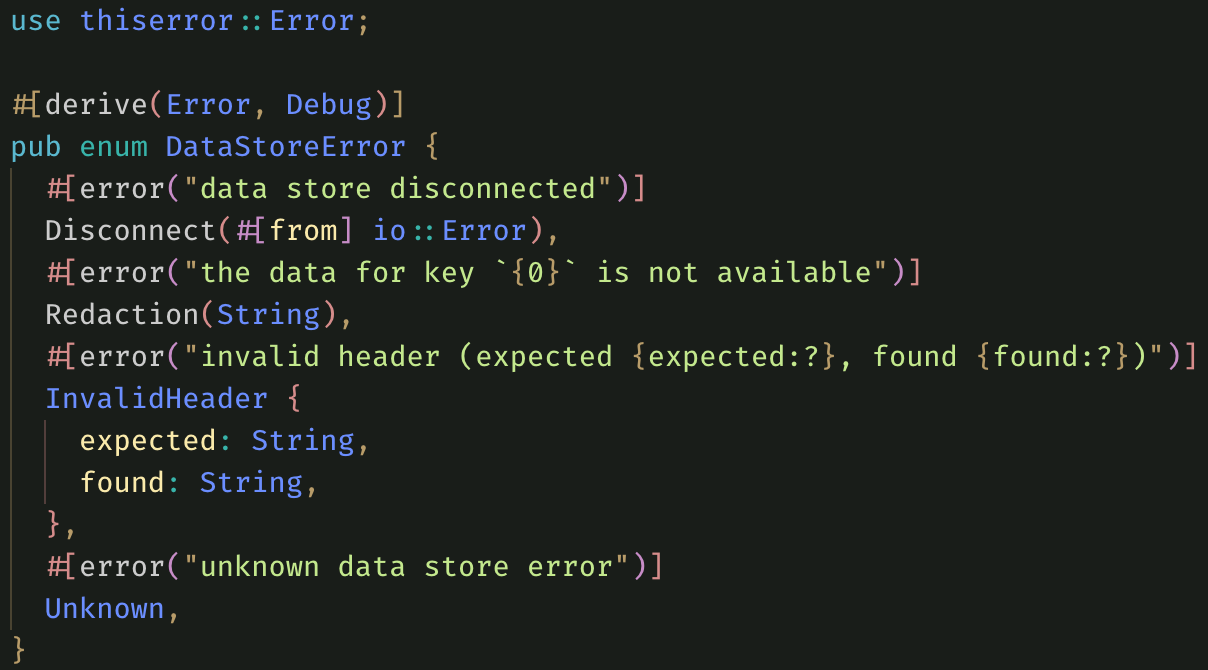 use thiserror::Error;

#[derive(Error, Debug)]
pub enum DataStoreError {
  #[error("data store disconnected")]
  Disconnect(#[from] io::Error),
  #[error("the data for key `{0}` is not available")]
  Redaction(String),
  #[error("invalid header (expected {expected:?}, found {found:?})")]
  InvalidHeader {
    expected: String,
    found: String,
  },
  #[error("unknown data store error")]
  Unknown,
}